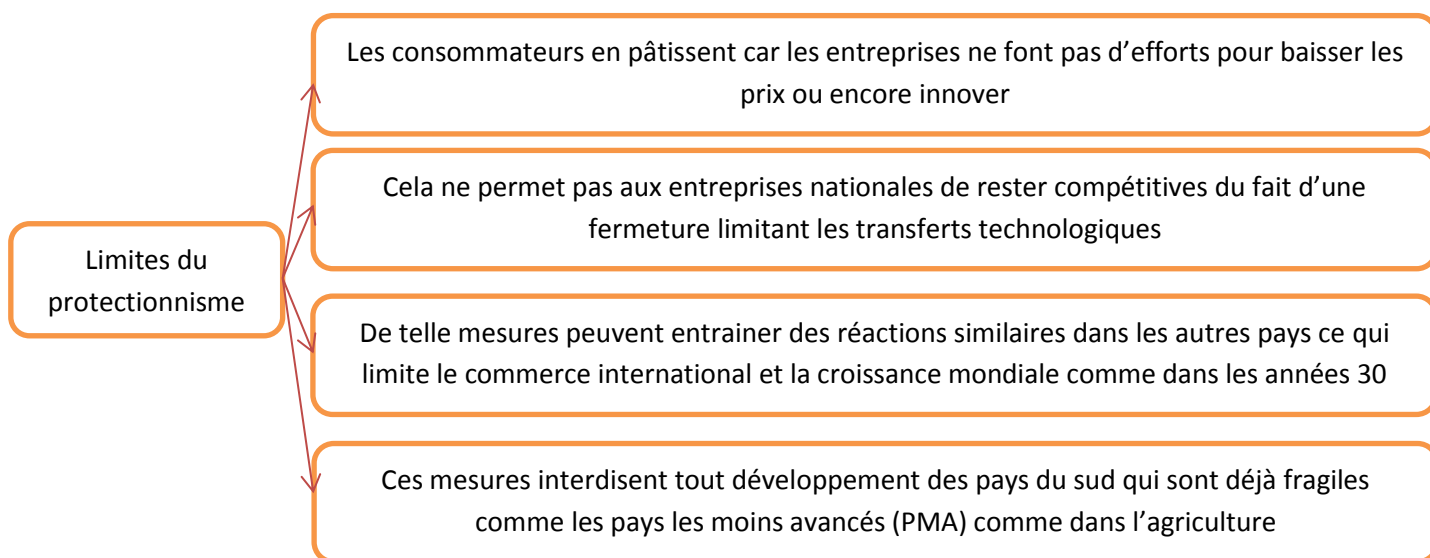 Les consommateurs en pâtissent car les entreprises ne font pas d’efforts pour baisser les
prix ou encore innover
Cela ne permet pas aux entreprises nationales de rester compétitives du fait d’une
fermeture limitant les transferts technologiques
Limites du
protectionnisme
De telle mesures peuvent entrainer des réactions similaires dans les autres pays ce qui
limite le commerce international et la croissance mondiale comme dans les années 30
Ces mesures interdisent tout développement des pays du sud qui sont déjà fragiles
comme les pays les moins avancés (PMA) comme dans l’agriculture